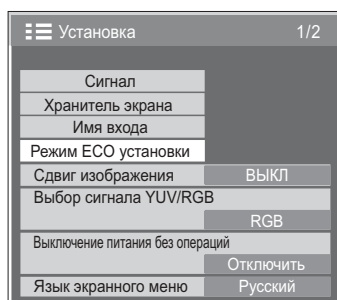 Установка 1/2
Сигнал
Хранитель экрана
Имя входа
Режим ECO установки
Сдвиг изображения ВЫКЛ
Выбор сигнала YUV/RGB
RGB
Выключение питания без операций
Отключить
Язык экранного меню Русский